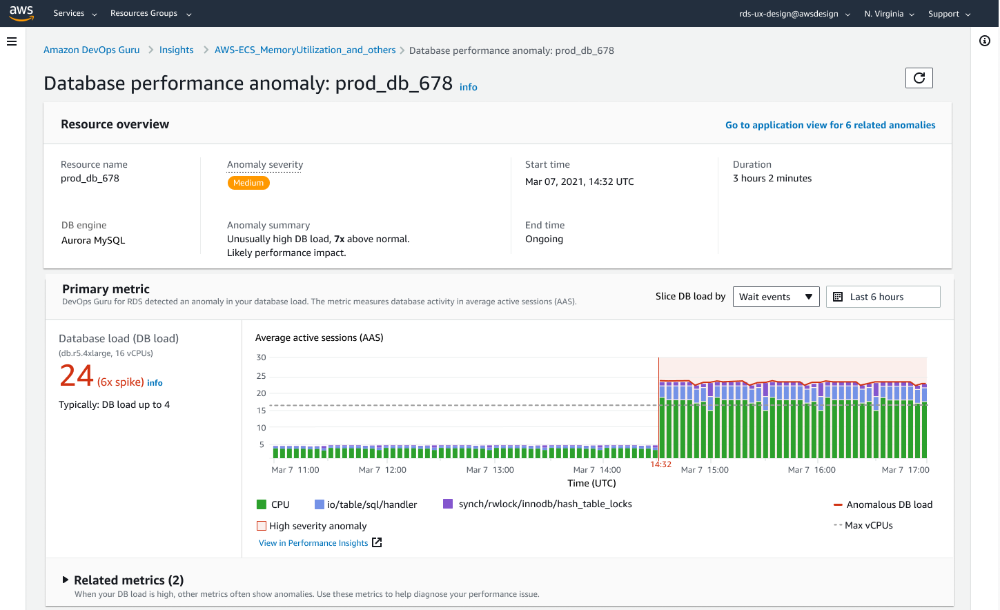 aws Services Resources Groups rds-ux-design@awsdesign N. Virginia Support
Amazon DevOps Guru Insights AWS-ECS_MemoryUtilization_and_others Database performance anomaly: prod_db_678
Database performance anomaly: prod_db_678 info
Resource overview
Go to application view for 6 related anomalies
Resource name
prod_db_678
Anomaly severity
Medium
Start time
Mar 07, 2021, 14:32 UTC
Duration
3 hours 2 minutes
DB engine
Aurora MySQL
Anomaly summary
Unusually high DB load, 7x above normal.
Likely performance impact.
End time
Ongoing
Primary metric
DevOps Guru for RDS detected an anomaly in your database load. The metric measures database activity in average active sessions (AAS).
Slice DB load by Wait events Last 6 hours
Database load (DB load)
(db.r5.4xlarge, 16 vCPUs)
24 (6x spike) info
Typically: DB load up to 4
Average active sessions (AAS)
30
25
20
15
10
5
14:32
Mar 7 11:00 Mar 7 12:00 Mar 7 13:00 Mar 7 14:00 Mar 7 15:00 Mar 7 16:00 Mar 7 17:00
Time (UTC)
CPU io/table/sql/handler synch/rwlock/innodb/hash_table_locks Anomalous DB load
High severity anomaly Max vCPUs
View in Performance Insights
Related metrics (2)
When your DB load is high, other metrics often show anomalies. Use these metrics to help diagnose your performance issue.